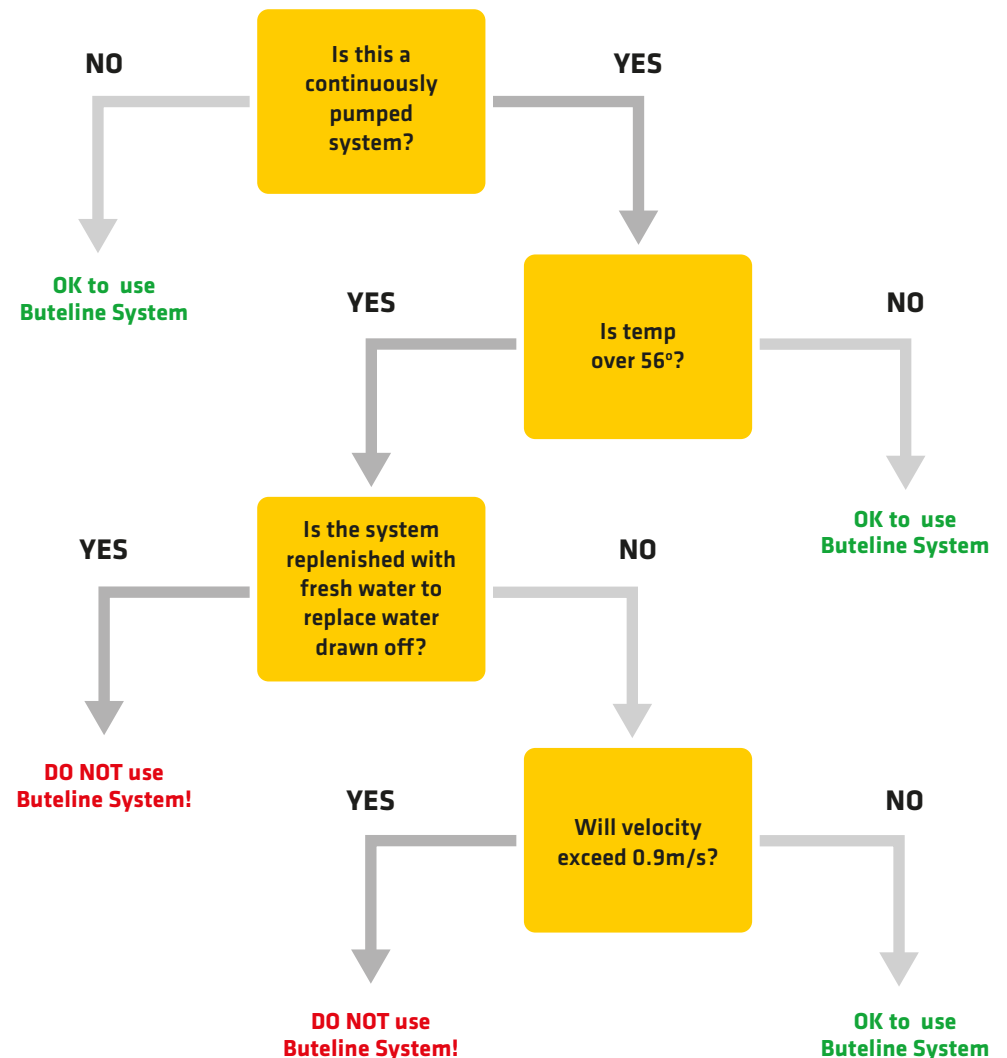 NO
Is this a
continuously
pumped
system?
YES
OK to use
Buteline System
YES
Is temp
over 56º?
NO
OK to use
Buteline System
YES
Is the system
replenished with
fresh water to
replace water
drawn off?
NO
DO NOT use
Buteline System!
YES
Will velocity
exceed 0.9m/s?
NO
DO NOT use
Buteline System!
OK to use
Buteline System